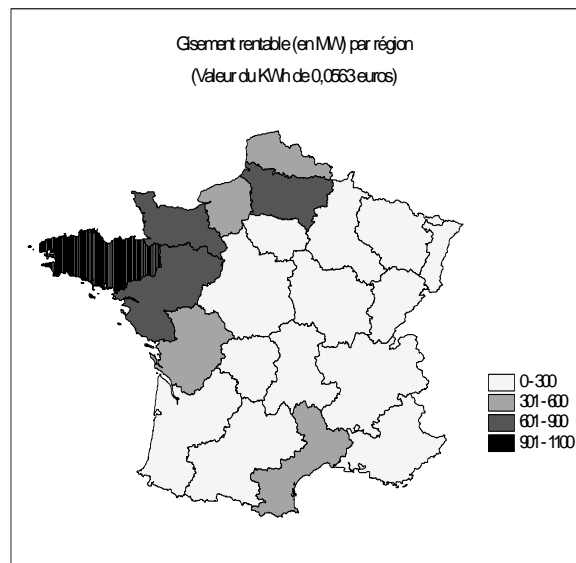 Gisement rentable (en MW) par région
(Valeur du KWh de 0,0563 euros)
0-300
301-600
601-900
901-1100